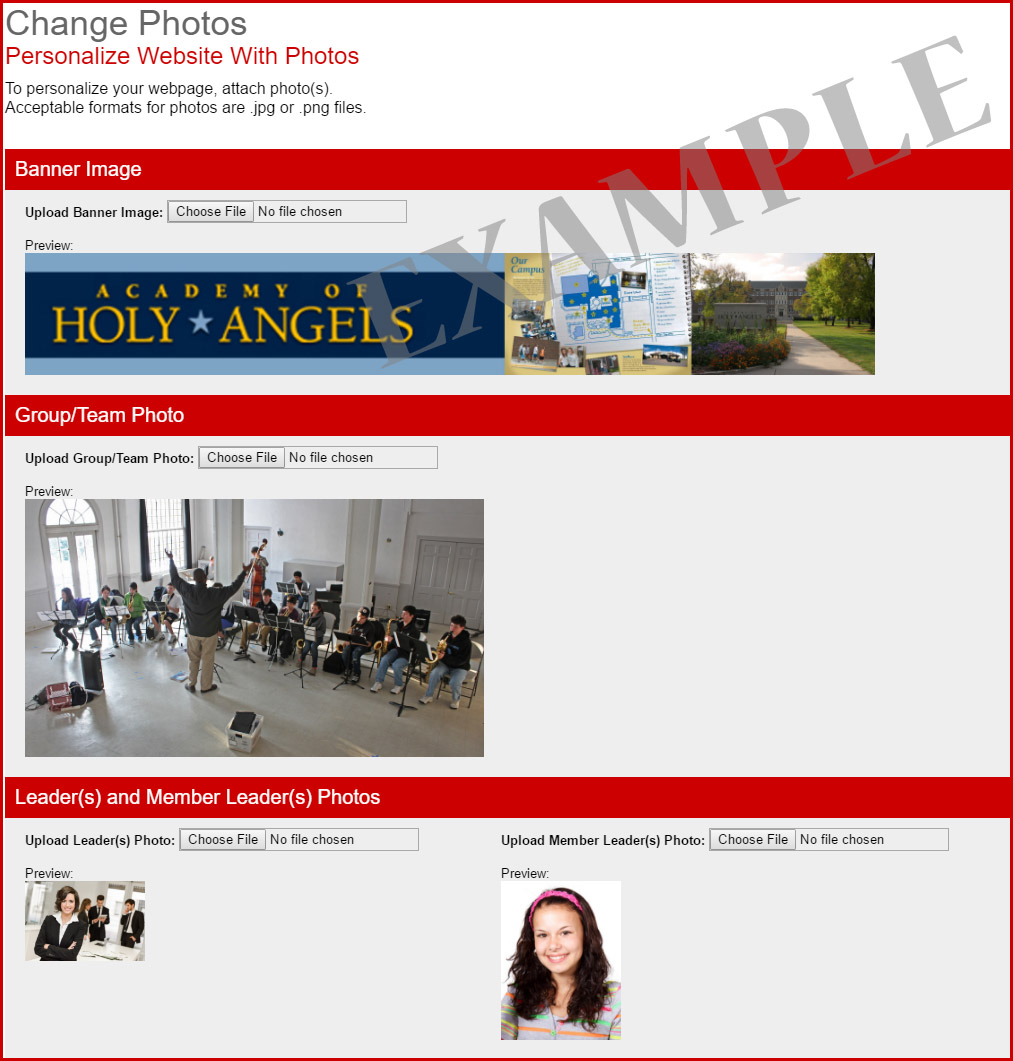 Change Photos
Personalize Website With Photos
To personalize your webpage, attach photo(s).
Acceptable formats for photos are .jpg or .png files.
EXAMPLE
Banner Image
Upload Banner Image: Choose File No file chosen
Preview:
ACADEMY OF
HOLY ANGELS
Our
Campus
Group/Team Photo
Upload Group/Team Photo: Choose File No file chosen
Preview:
Leader(s) and Member Leader(s) Photos
Upload Leader(s) Photo: Choose File No file chosen
Upload Member Leader(s) Photo: Choose File No file chosen
Preview:
Preview: